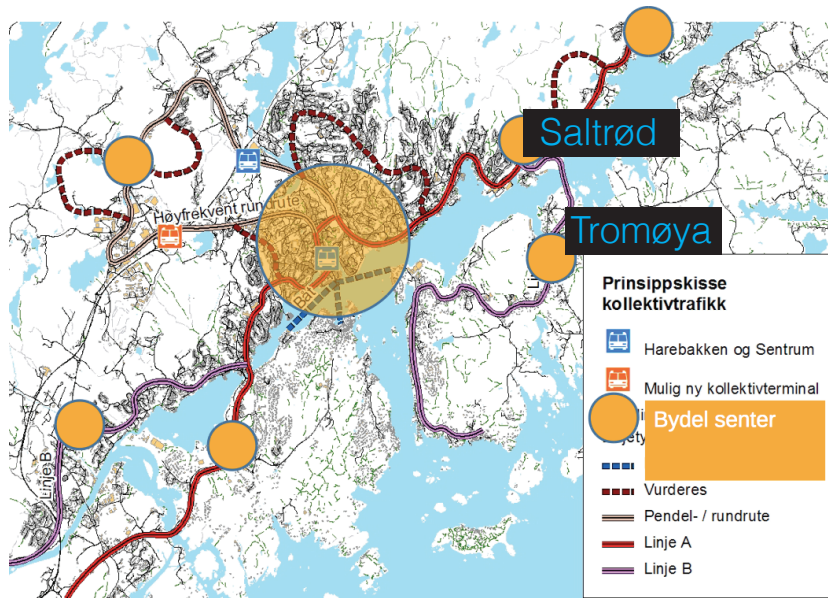 Saltrød
Høyfrekvent rundrute
Tromøya
Prinsippskisse
kollektivtrafikk
Harebakken og Sentrum
Mulig ny kollektivterminal
Bydel senter
Vurderes
Pendel- / rundrute
Linje A
Linje B
Linje B